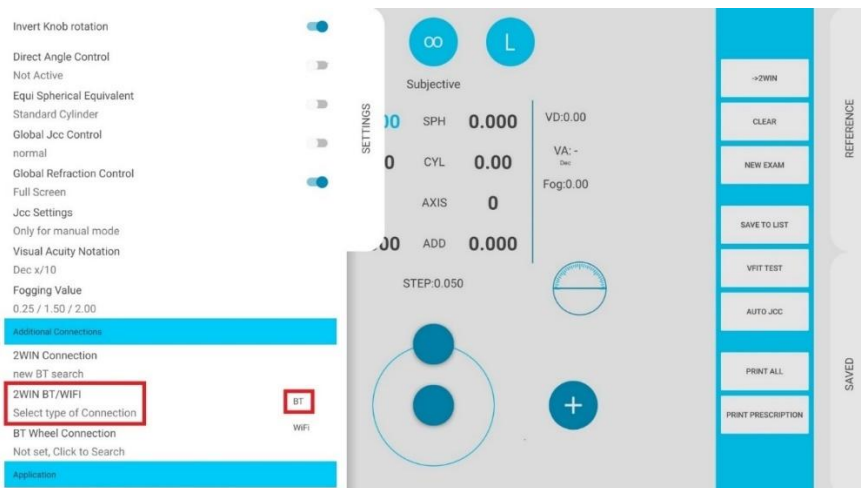 Invert Knob rotation
Direct Angle Control
Not Active
Equi Spherical Equivalent
Standard Cylinder
Global Jcc Control
normal
Global Refraction Control
Full Screen
Jcc Settings
Only for manual mode
Visual Acuity Notation
Dec x/10
Fogging Value
0.25 / 1.50 / 2.00
Additional Connections
2WIN Connection
new BT search
2WIN BT/WIFI
Select type of Connection
BT
WiFi
BT Wheel Connection
Not set, Click to Search
Application
SETTINGS
∞ L
Subjective
00 SPH 0.000
0 CYL 0.00
AXIS 0
00 ADD 0.000
STEP:0.050
VD:0.00
VA: -
Dec
Fog:0.00
+
->2WIN
CLEAR
NEW EXAM
SAVE TO LIST
VFIT TEST
AUTO JCC
PRINT ALL
PRINT PRESCRIPTION
REFERENCE
SAVED